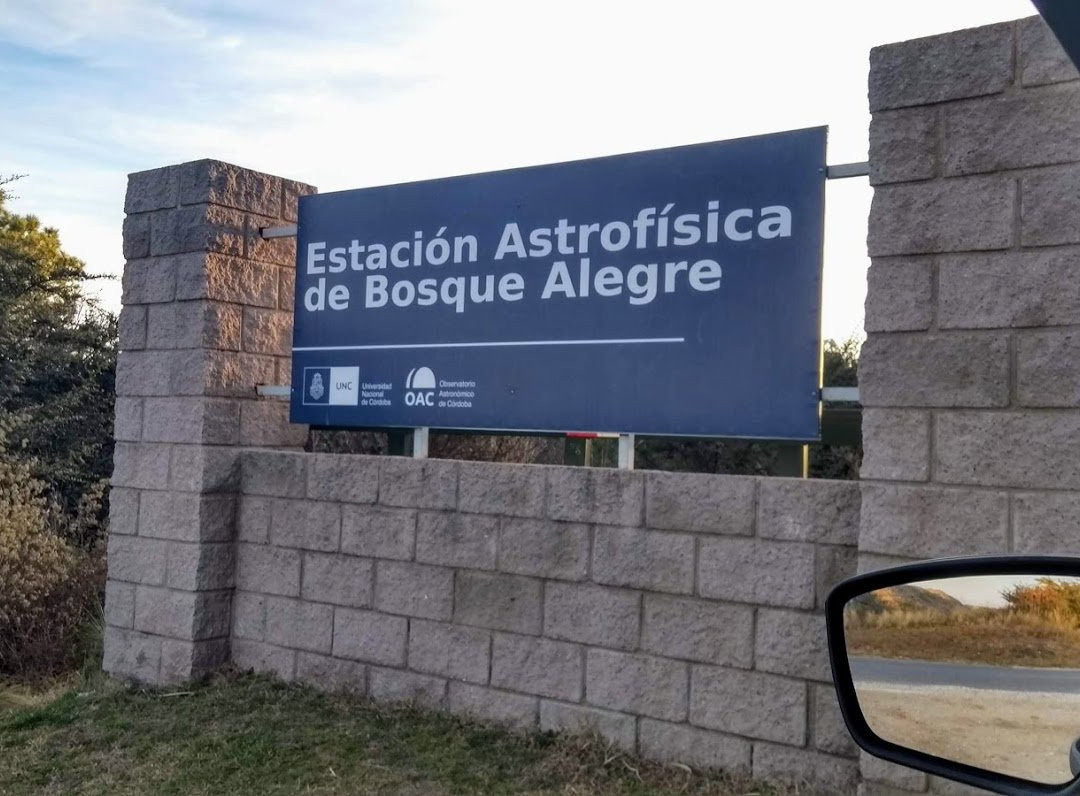 Estación Astrofísica
de Bosque Alegre
UNC
Universidad
Nacional
de Córdoba
OAC
Observatorio
Astronómico
de Córdoba